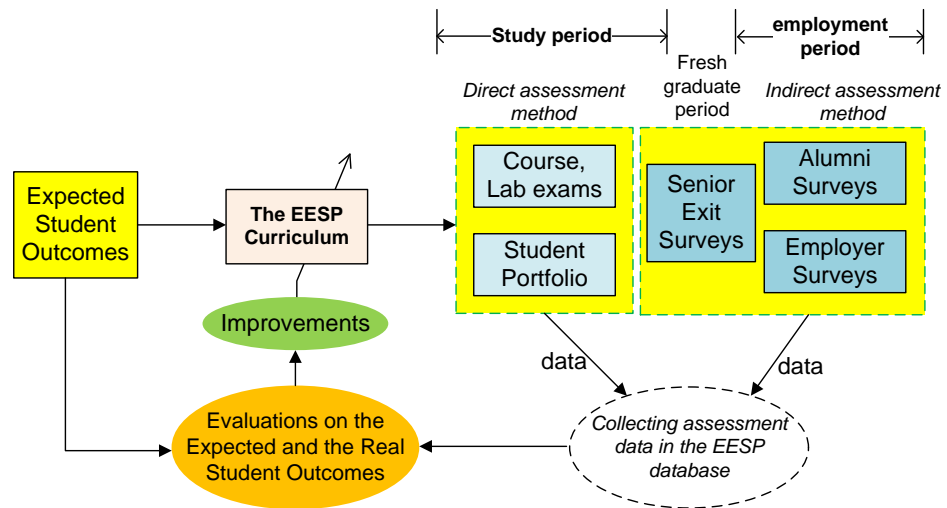 Study period
employment
period
Fresh
graduate
period
Direct assessment
method
Indirect assessment
method
Expected
Student
Outcomes
The EESP
Curriculum
Course,
Lab exams
Student
Portfolio
Senior
Exit
Surveys
Alumni
Surveys
Employer
Surveys
Improvements
data
data
Evaluations on the
Expected and the Real
Student Outcomes
Collecting assessment
data in the EESP
database